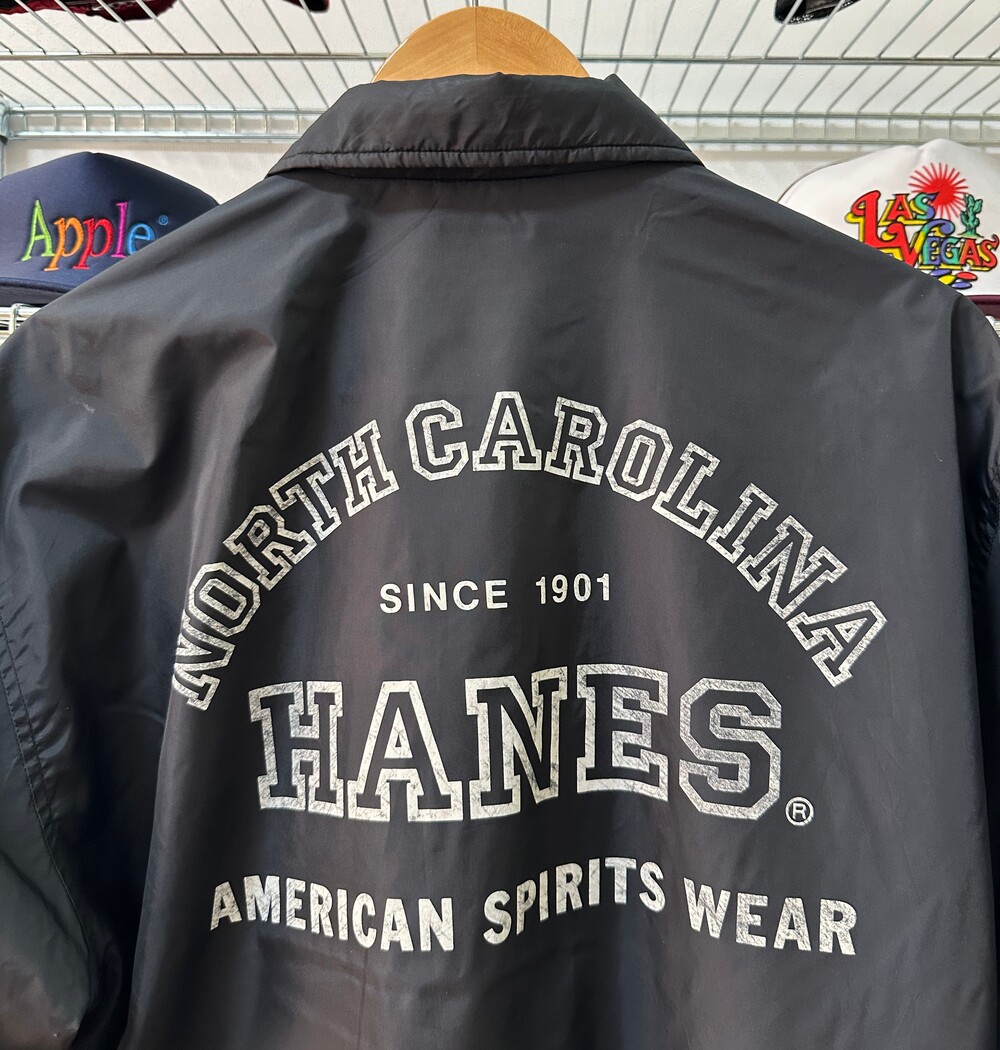 Apple®
LAS
VEGAS
NORTH CAROLINA
SINCE 1901
HANES®
AMERICAN SPIRITS WEAR